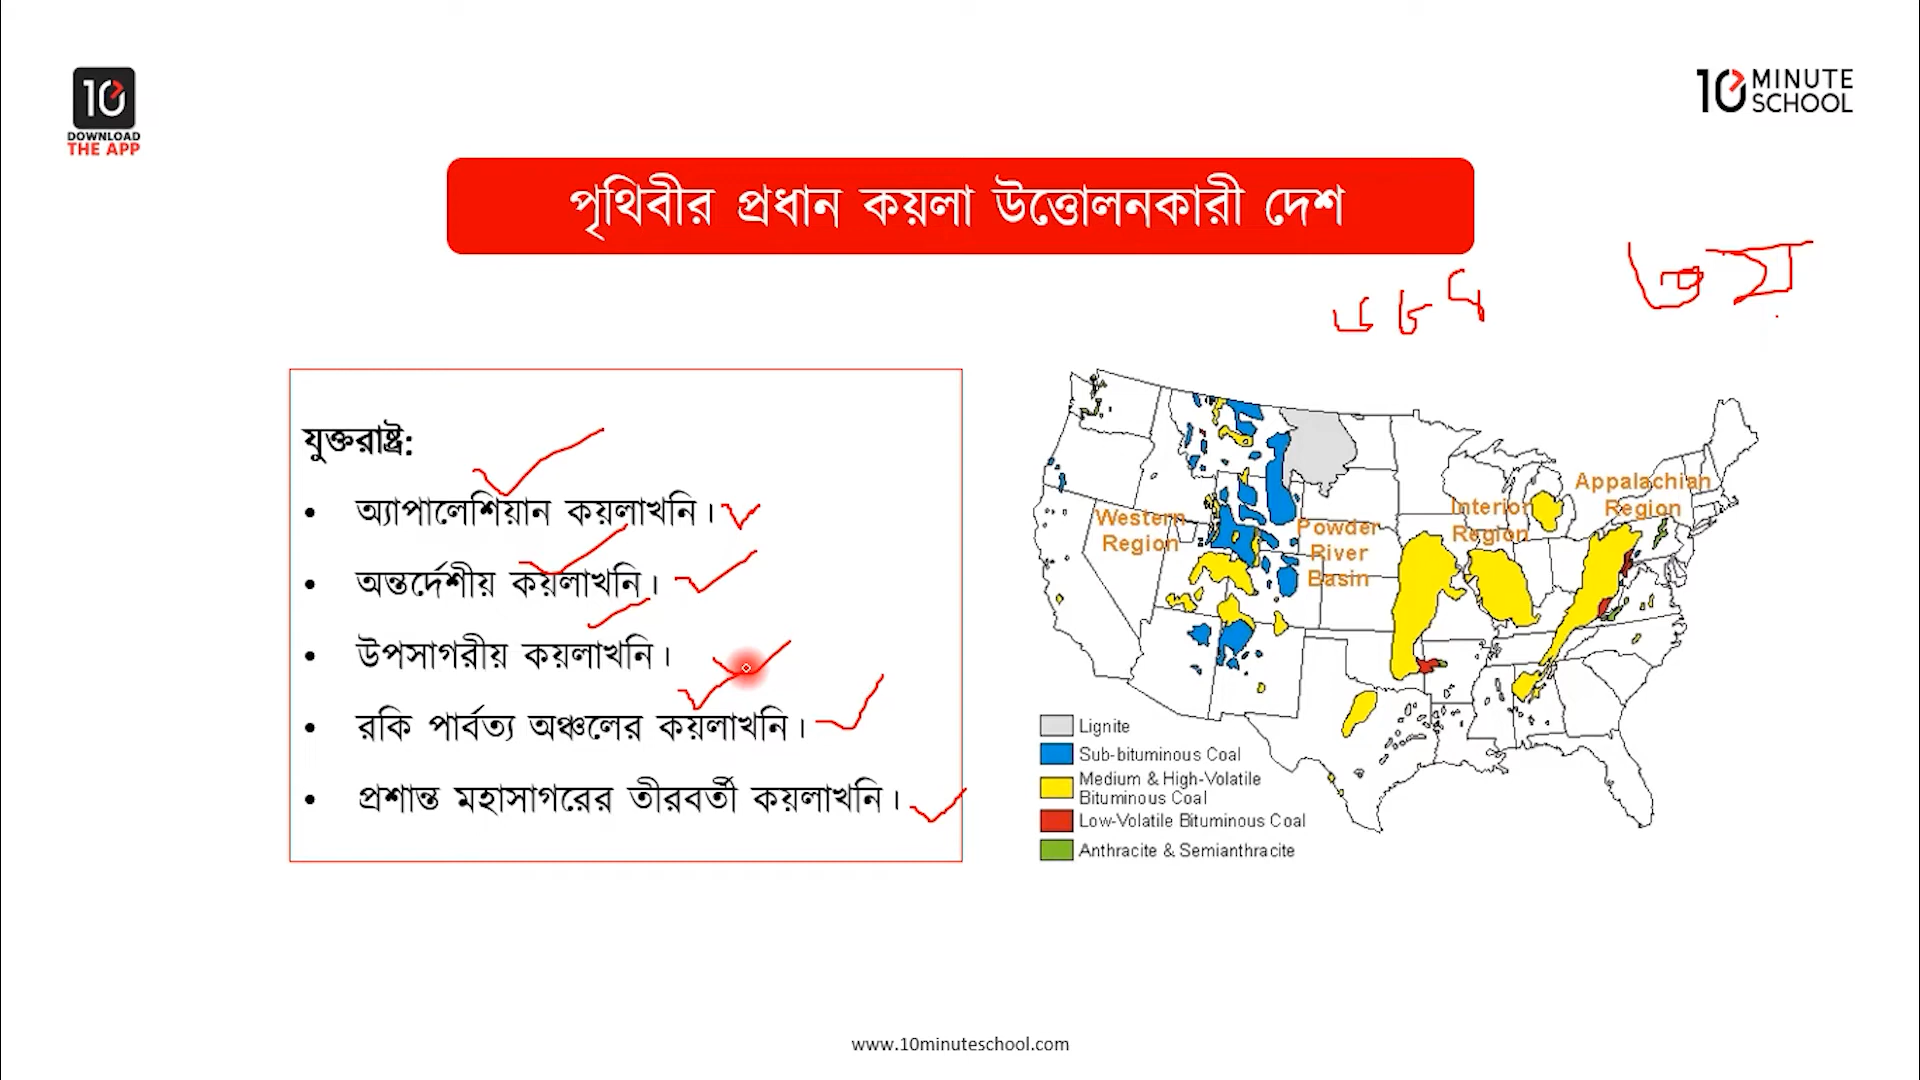 10
DOWNLOAD
THE APP
10 MINUTE
SCHOOL
পৃথিবীর প্রধান কয়লা উত্তোলনকারী দেশ
৩য়
যুক্তরাষ্ট্র:
• অ্যাপালেশিয়ান কয়লাখনি।
• অন্তর্দেশীয় কয়লাখনি।
• উপসাগরীয় কয়লাখনি।
• রকি পার্বত্য অঞ্চলের কয়লাখনি।
• প্রশান্ত মহাসাগরের তীরবর্তী কয়লাখনি।
Western
Region
Powder
River
Basin
Interior
Region
Appalachian
Region
Lignite
Sub-bituminous Coal
Medium & High-Volatile
Bituminous Coal
Low-Volatile Bituminous Coal
Anthracite & Semianthracite
www.10minuteschool.com